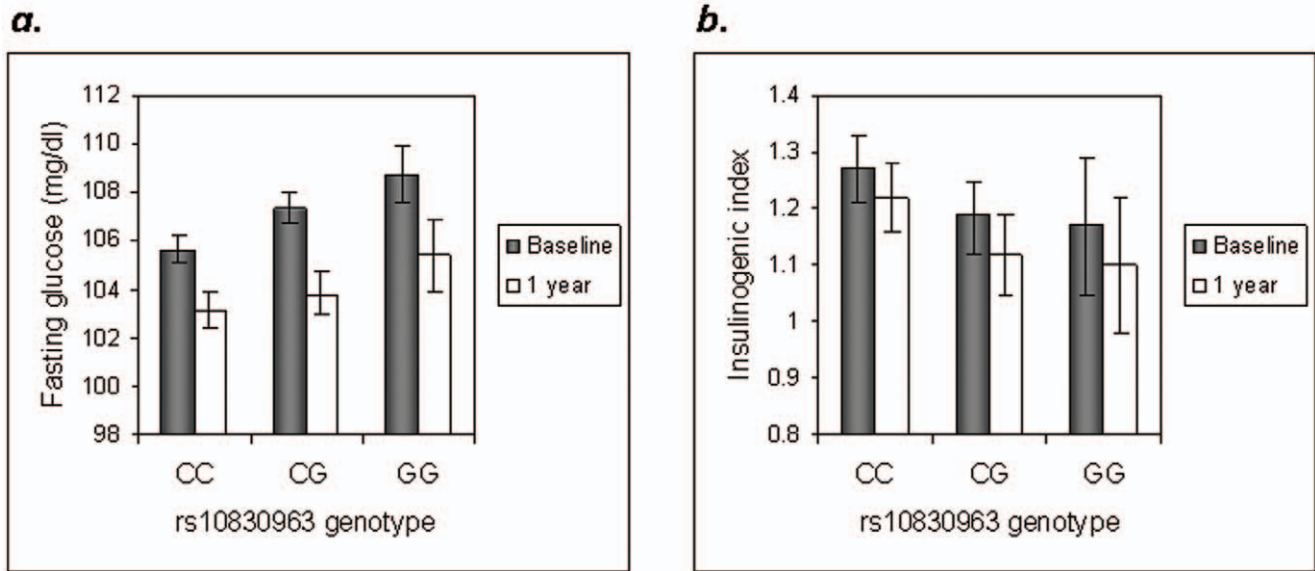 a.
112
110
108
106
104
102
100
98
Fasting glucose (mg/dl)
CC CG GG
rs10830963 genotype
Baseline
1 year
b.
1.4
1.3
1.2
1.1
1
0.9
0.8
Insulinogenic index
CC CG GG
rs10830963 genotype
Baseline
1 year